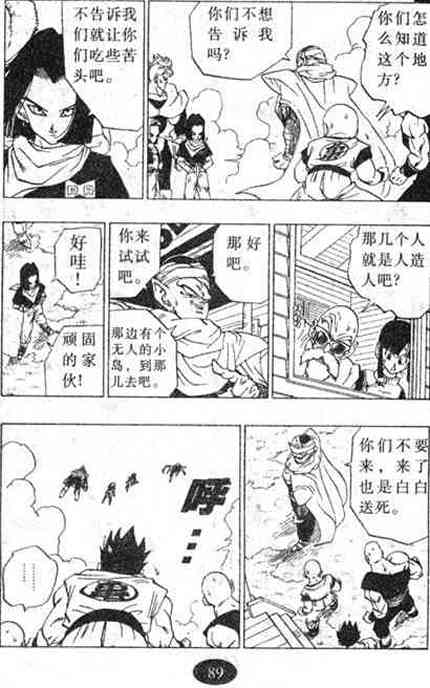 你们怎
么知道
这个地
方?
你们不想
告诉我
吗?
不告诉我
们就让你
们吃些苦
头吧。
那几个人
就是人造
人吧?
那好
吧。
你来
试试
吧。
那边有个
无人的小
岛，到那
儿去吧。
好
哇!
顽固
的家
伙!
你们不要
来，来了
也是白白
送死。
呼…
……
89